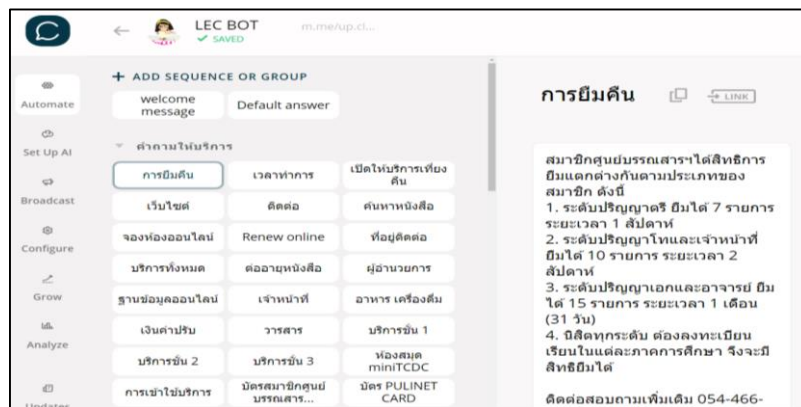 LEC BOT
SAVED
m.me/up.ci...
Automate
Set Up AI
Broadcast
Configure
Grow
Analyze
Updates
+ ADD SEQUENCE OR GROUP
welcome
message
Default answer
คำถามให้บริการ
การยืมคืน
เวลาทำการ
เปิดให้บริการเที่ยง
คืน
เว็บไซต์
ติดต่อ
ค้นหาหนังสือ
จองห้องออนไลน์
Renew online
ที่อยู่ติดต่อ
บริการทั้งหมด
ต่ออายุหนังสือ
ผู้อำนวยการ
ฐานข้อมูลออนไลน์
เจ้าหน้าที่
อาหาร เครื่องดื่ม
เงินค่าปรับ
วารสาร
บริการชั้น 1
บริการชั้น 2
บริการชั้น 3
ห้องสมุด
miniTCDC
การเข้าใช้บริการ
บัตรสมาชิกศูนย์
บรรณสาร...
บัตร PULINET
CARD
การยืมคืน
LINK
สมาชิกศูนย์บรรณสารฯได้สิทธิการ
ยืมแตกต่างกันตามประเภทของ
สมาชิก ดังนี้
1. ระดับปริญญาตรี ยืมได้ 7 รายการ
ระยะเวลา 1 สัปดาห์
2. ระดับปริญญาโทและเจ้าหน้าที่
ยืมได้ 10 รายการ ระยะเวลา 2
สัปดาห์
3. ระดับปริญญาเอกและอาจารย์ ยืม
ได้ 15 รายการ ระยะเวลา 1 เดือน
(31 วัน)
4. นิสิตทุกระดับ ต้องลงทะเบียน
เรียนในแต่ละภาคการศึกษา จึงจะมี
สิทธิยืมได้
ติดต่อสอบถามเพิ่มเติม 054-466-